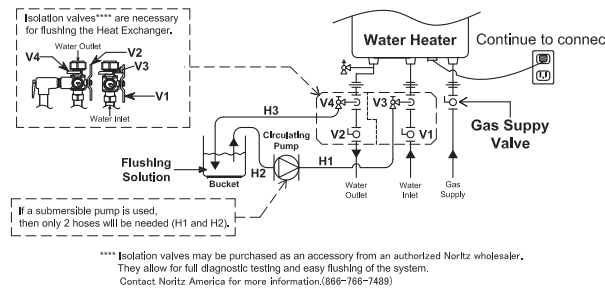 Isolation valves**** are necessary
for flushing the Heat Exchanger.
Water Outlet
V4
V2
V3
V1
Water Inlet
Water Heater
Continue to connec
H3
V4
V3
V2
V1
Gas Suppy
Valve
Circulating
Pump
Flushing
Solution
Bucket
H2
H1
Water
Outlet
Water
Inlet
Gas
Supply
If a submersible pump is used,
then only 2 hoses will be needed (H1 and H2).
**** Isolation valves may be purchased as an accessory from an authorized Noritz wholesaler.
They allow for full diagnostic testing and easy flushing of the system.
Contact Noritz America for more information.(866-766-7489)